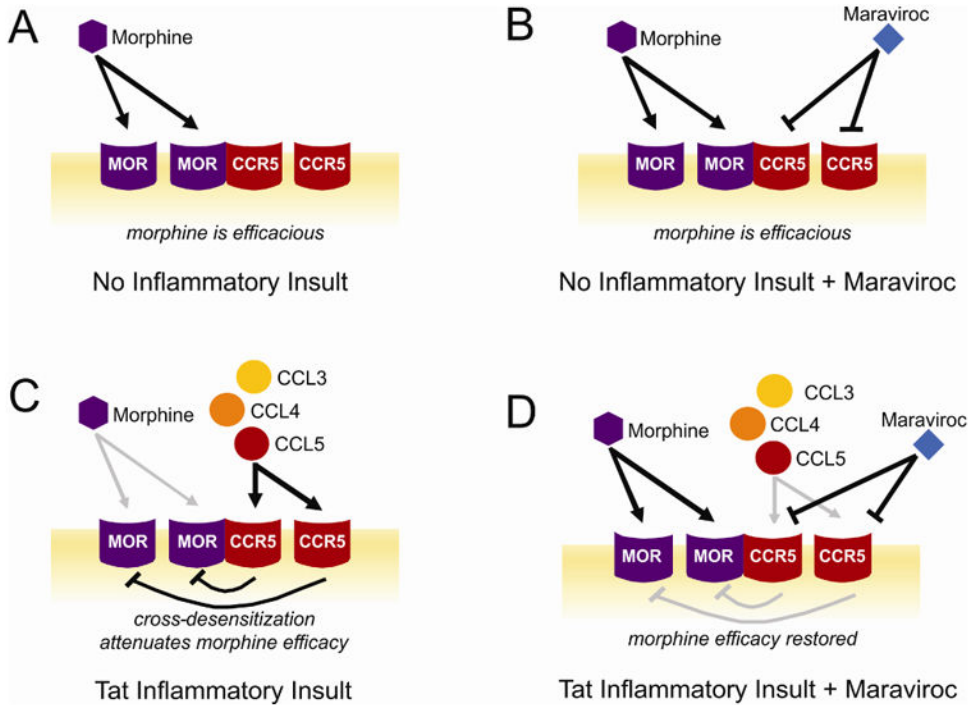 A
Morphine
MOR
MOR
CCR5
CCR5
morphine is efficacious
No Inflammatory Insult
B
Morphine
Maraviroc
MOR
MOR
CCR5
CCR5
morphine is efficacious
No Inflammatory Insult + Maraviroc
C
Morphine
CCL3
CCL4
CCL5
MOR
MOR
CCR5
CCR5
cross-desensitization
attenuates morphine efficacy
Tat Inflammatory Insult
D
Morphine
CCL3
CCL4
CCL5
Maraviroc
MOR
MOR
CCR5
CCR5
morphine efficacy restored
Tat Inflammatory Insult + Maraviroc